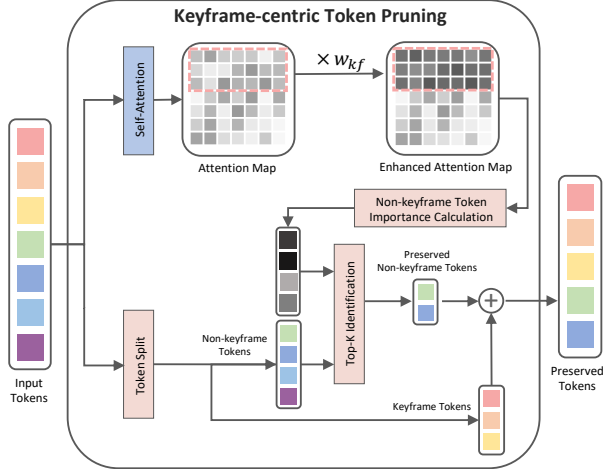 Keyframe-centric Token Pruning
Self-Attention
× w_kf
Attention Map
Enhanced Attention Map
Non-keyframe Token
Importance Calculation
Preserved
Non-keyframe Tokens
Top-K Identification
Token Split
Non-keyframe
Tokens
Keyframe Tokens
Input
Tokens
Preserved
Tokens